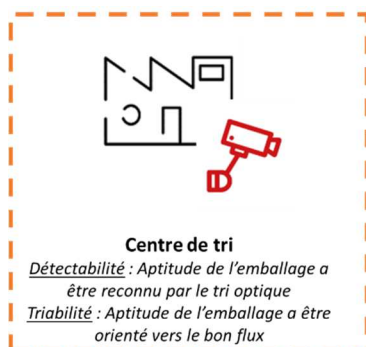 Centre de tri
Détectabilité : Aptitude de l’emballage a
être reconnu par le tri optique
Triabilité : Aptitude de l’emballage a être
orienté vers le bon flux